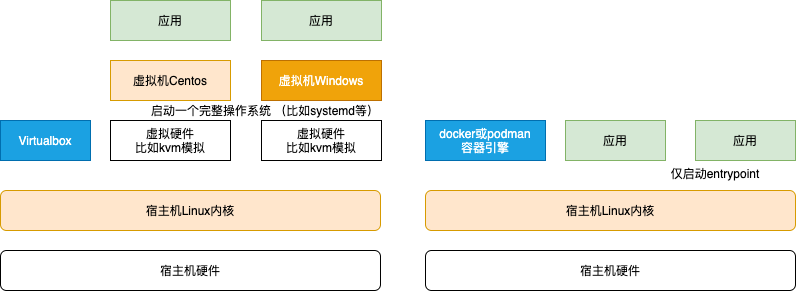 应用
应用
虚拟机Centos
虚拟机Windows
启动一个完整操作系统 （比如systemd等）
Virtualbox
虚拟硬件
比如kvm模拟
虚拟硬件
比如kvm模拟
宿主机Linux内核
宿主机硬件
docker或podman
容器引擎
应用
应用
仅启动entrypoint
宿主机Linux内核
宿主机硬件